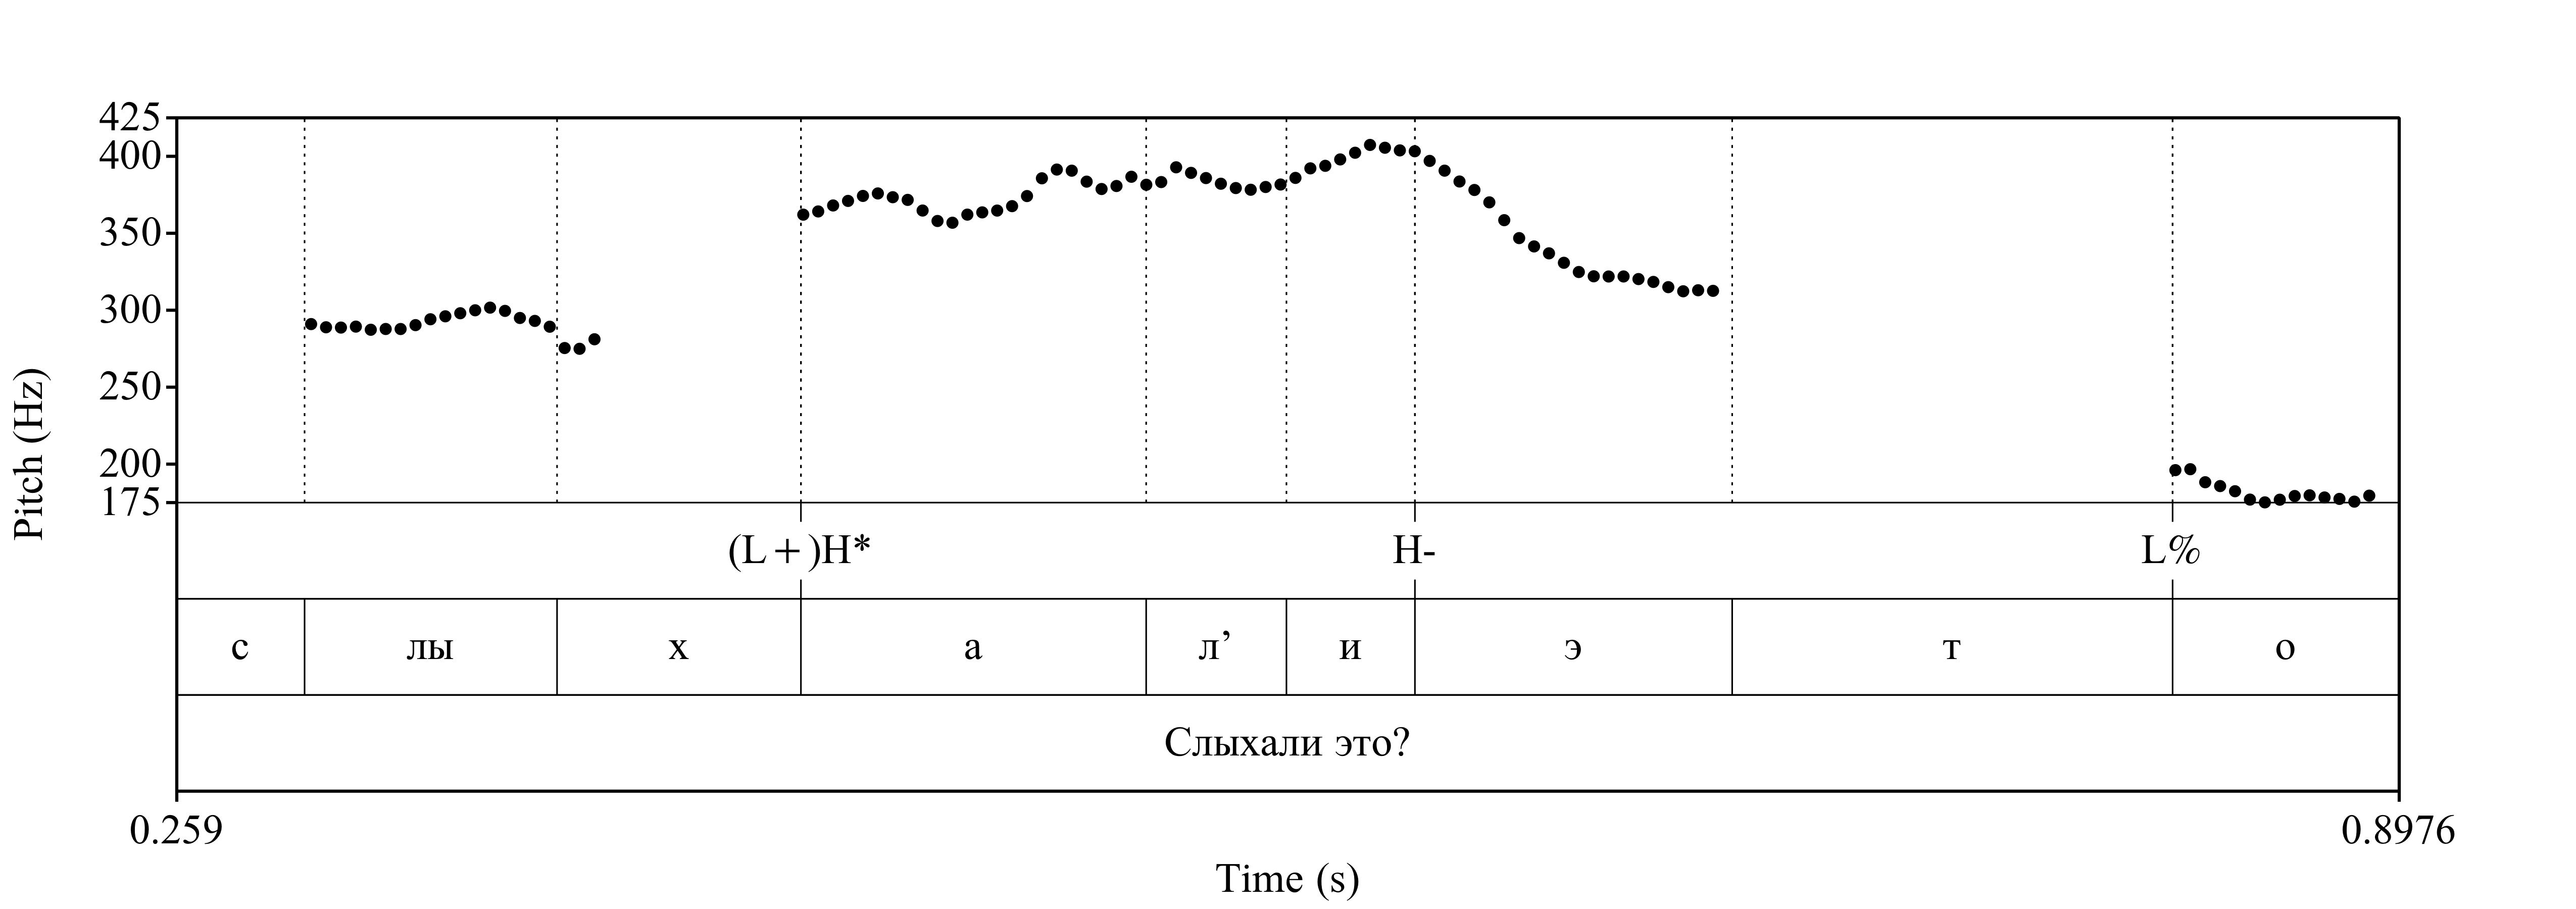 425
400
350
300
250
200
175
Pitch (Hz)
(L+)H* H- L%
с лы х а л’ и э т о
Слыхали это?
0.259 0.8976
Time (s)